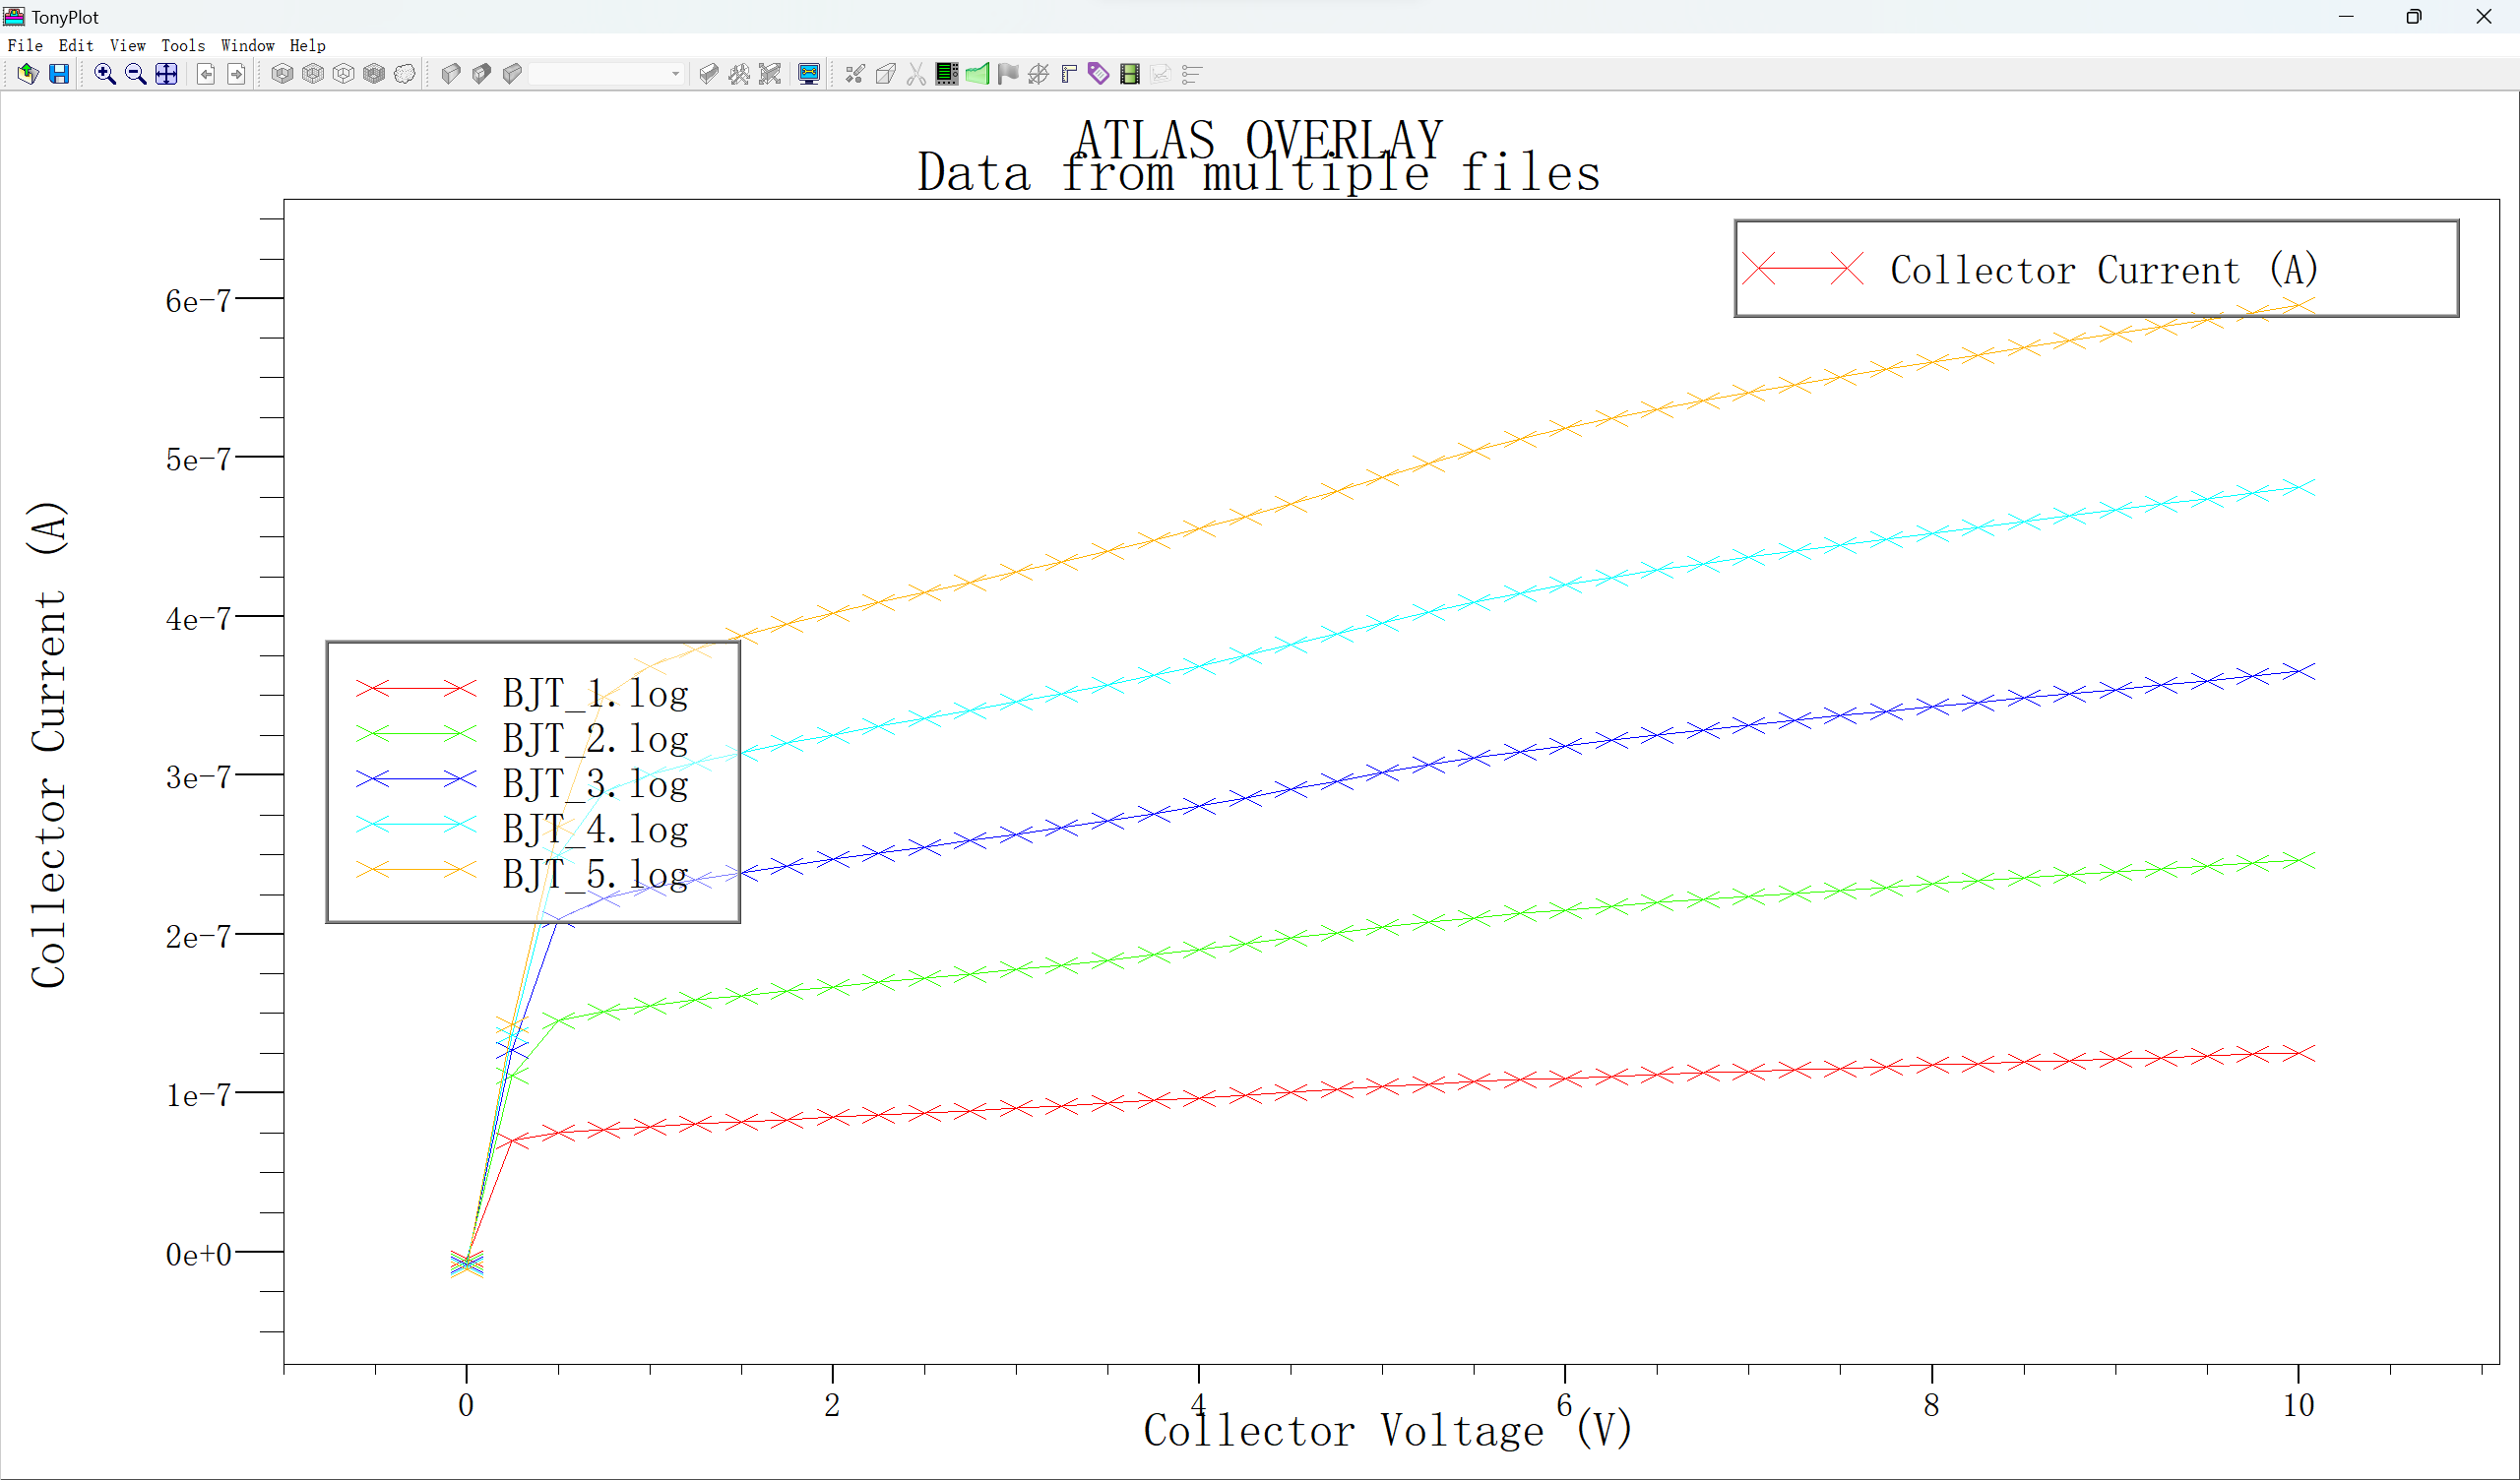 TonyPlot
File Edit View Tools Window Help
ATLAS OVERLAY
Data from multiple files
Collector Current (A)
6e-7
5e-7
4e-7
3e-7
2e-7
1e-7
0e+0
Collector Current (A)
BJT_1.log
BJT_2.log
BJT_3.log
BJT_4.log
BJT_5.log
0 2 4 6 8 10
Collector Voltage (V)